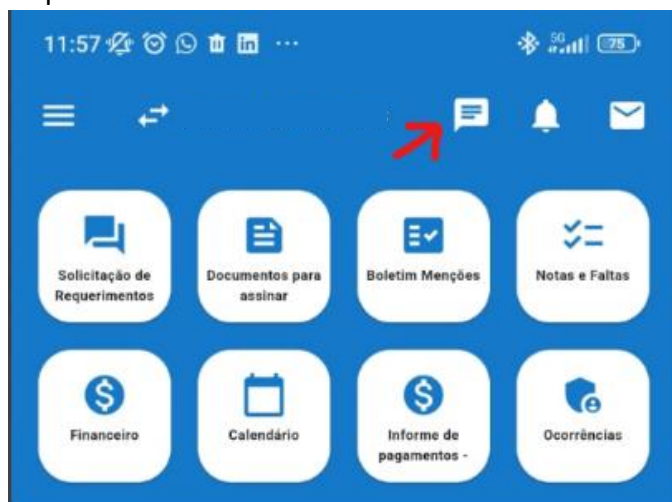 11:57
5G
75
Solicitação de
Requerimentos
Documentos para
assinar
Boletim Menções
Notas e Faltas
Financeiro
Calendário
Informe de
pagamentos -
Ocorrências